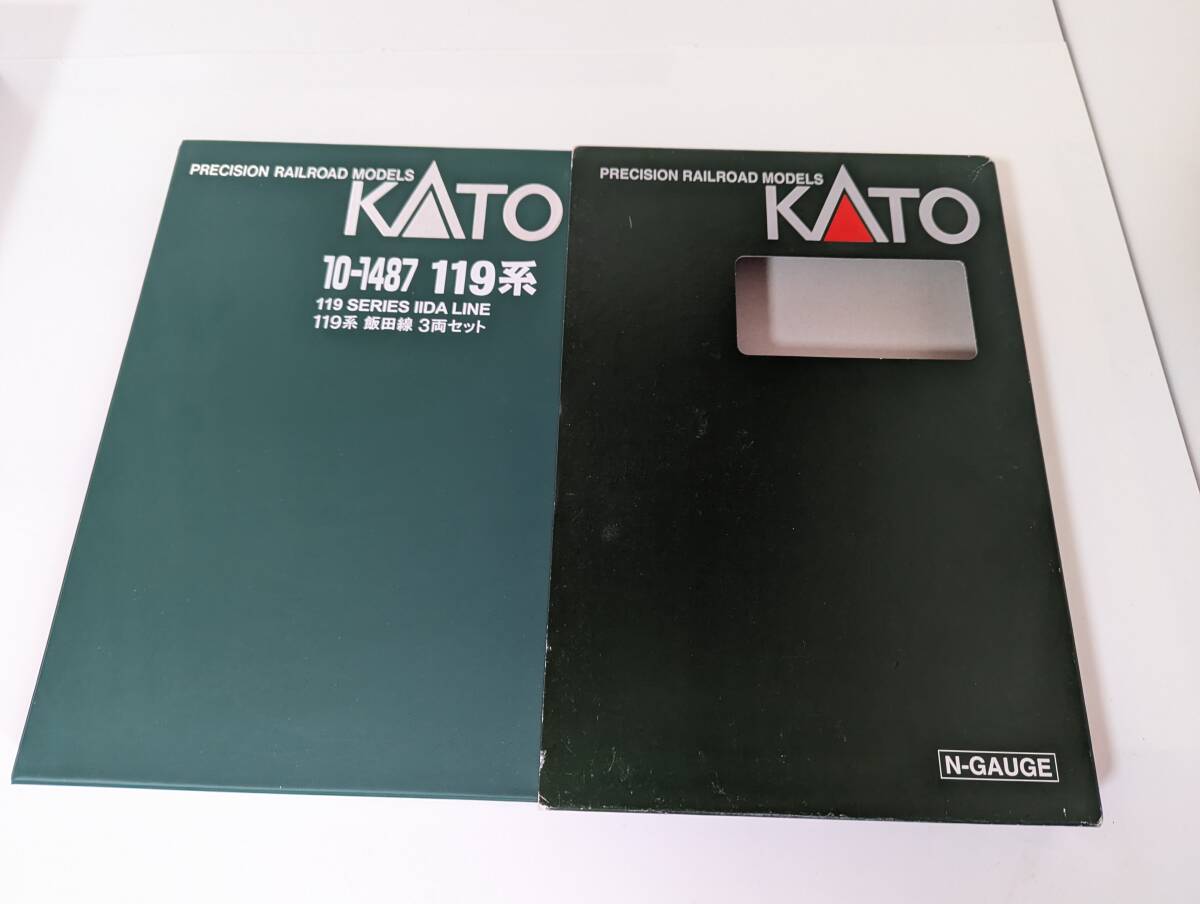 PRECISION RAILROAD MODELS
KATO
10-1487 119系
119 SERIES IIDA LINE
119系 飯田線 3両セット
PRECISION RAILROAD MODELS
KATO
N-GAUGE